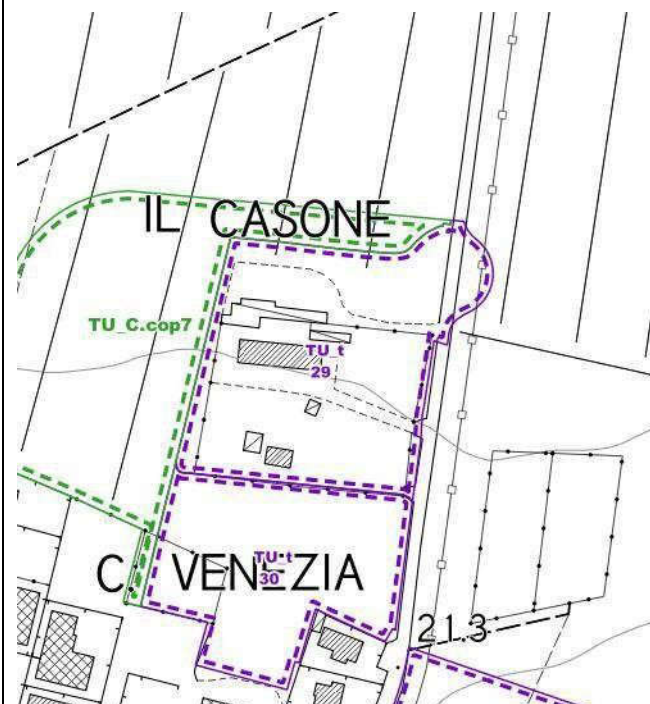 IL CASONE
TU_C.cop7
TU_t
29
C VENEZIA
TU_t
30
21.3